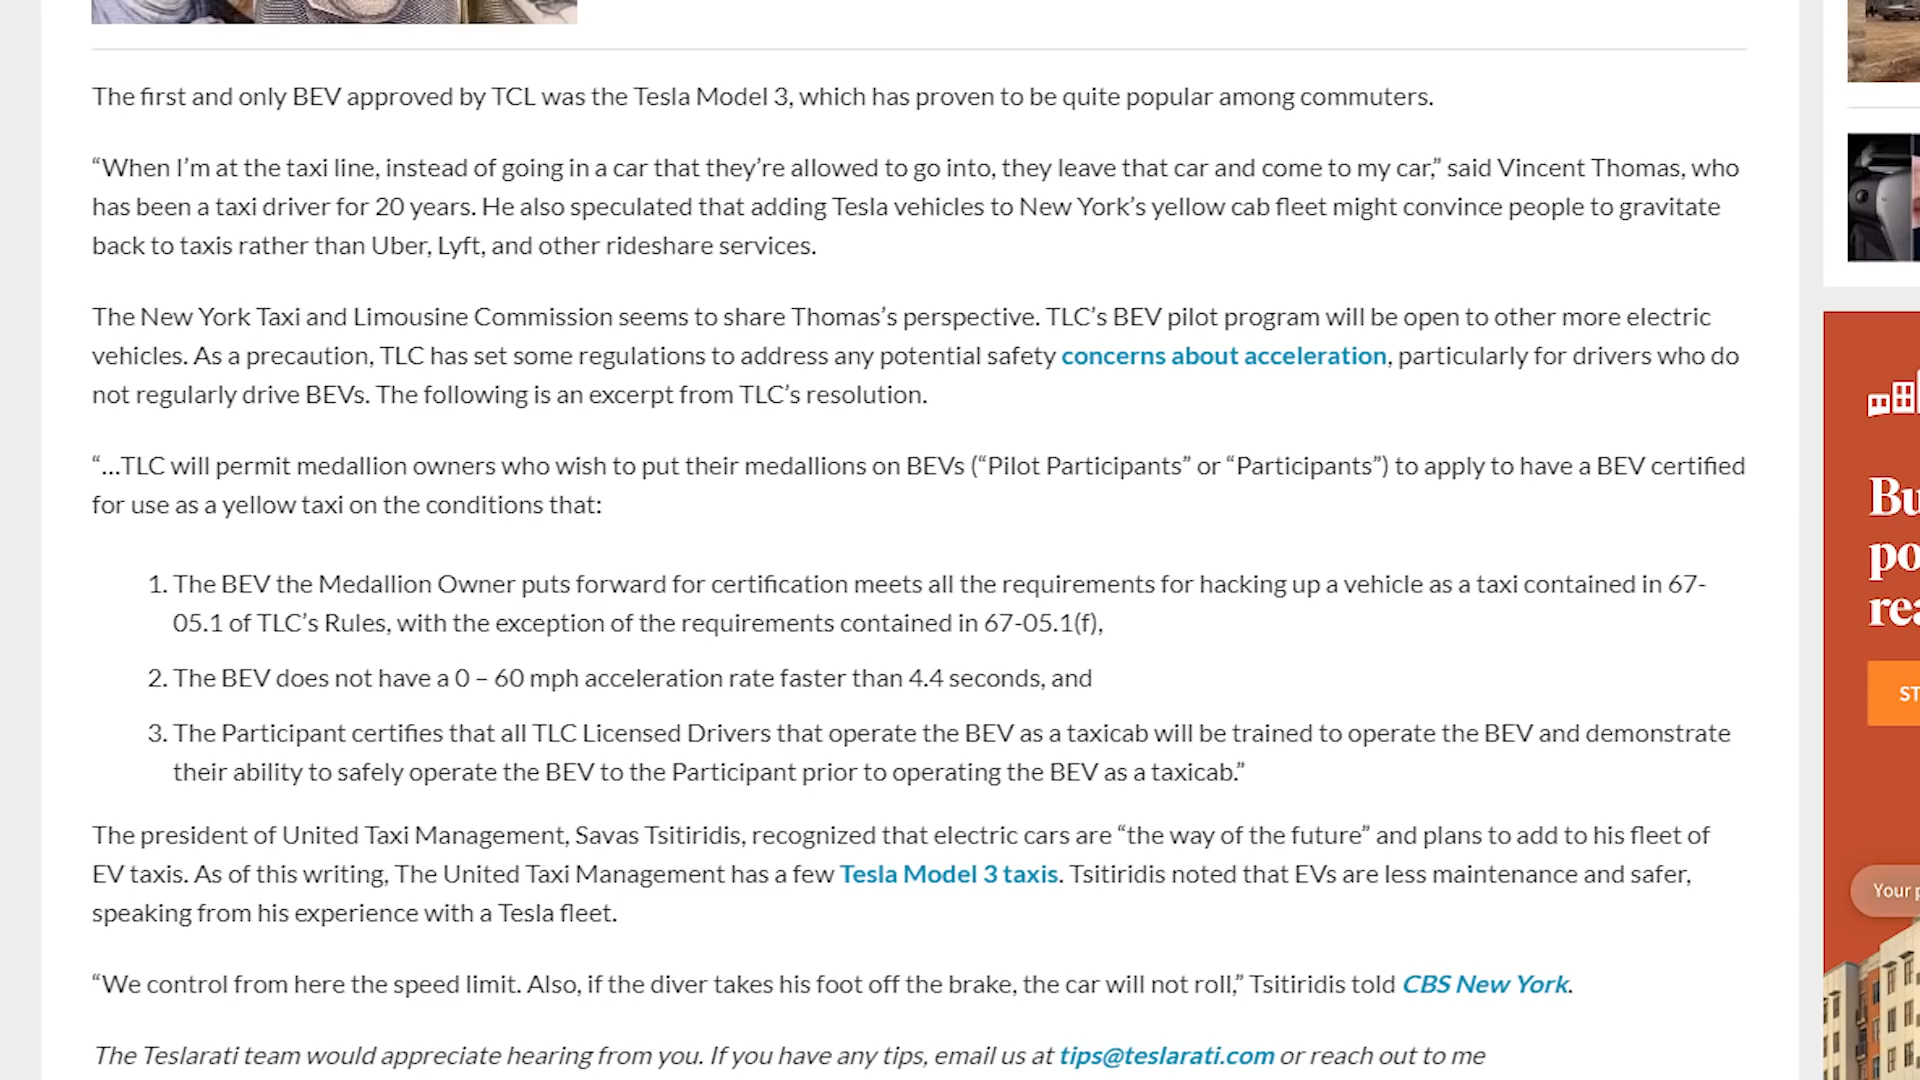 The first and only BEV approved by TCL was the Tesla Model 3, which has proven to be quite popular among commuters.
“When I’m at the taxi line, instead of going in a car that they’re allowed to go into, they leave that car and come to my car,” said Vincent Thomas, who
has been a taxi driver for 20 years. He also speculated that adding Tesla vehicles to New York’s yellow cab fleet might convince people to gravitate
back to taxis rather than Uber, Lyft, and other rideshare services.
The New York Taxi and Limousine Commission seems to share Thomas’s perspective. TLC’s BEV pilot program will be open to other more electric
vehicles. As a precaution, TLC has set some regulations to address any potential safety concerns about acceleration, particularly for drivers who do
not regularly drive BEVs. The following is an excerpt from TLC’s resolution.
“…TLC will permit medallion owners who wish to put their medallions on BEVs (“Pilot Participants” or “Participants”) to apply to have a BEV certified
for use as a yellow taxi on the conditions that:
1. The BEV the Medallion Owner puts forward for certification meets all the requirements for hacking up a vehicle as a taxi contained in 67-
05.1 of TLC’s Rules, with the exception of the requirements contained in 67-05.1(f),
2. The BEV does not have a 0 – 60 mph acceleration rate faster than 4.4 seconds, and
3. The Participant certifies that all TLC Licensed Drivers that operate the BEV as a taxicab will be trained to operate the BEV and demonstrate
their ability to safely operate the BEV to the Participant prior to operating the BEV as a taxicab.”
The president of United Taxi Management, Savas Tsitiridis, recognized that electric cars are “the way of the future” and plans to add to his fleet of
EV taxis. As of this writing, The United Taxi Management has a few Tesla Model 3 taxis. Tsitiridis noted that EVs are less maintenance and safer,
speaking from his experience with a Tesla fleet.
“We control from here the speed limit. Also, if the diver takes his foot off the brake, the car will not roll,” Tsitiridis told CBS New York.
The Teslarati team would appreciate hearing from you. If you have any tips, email us at tips@teslarati.com or reach out to me
Bu
po
rea
ST
Your p